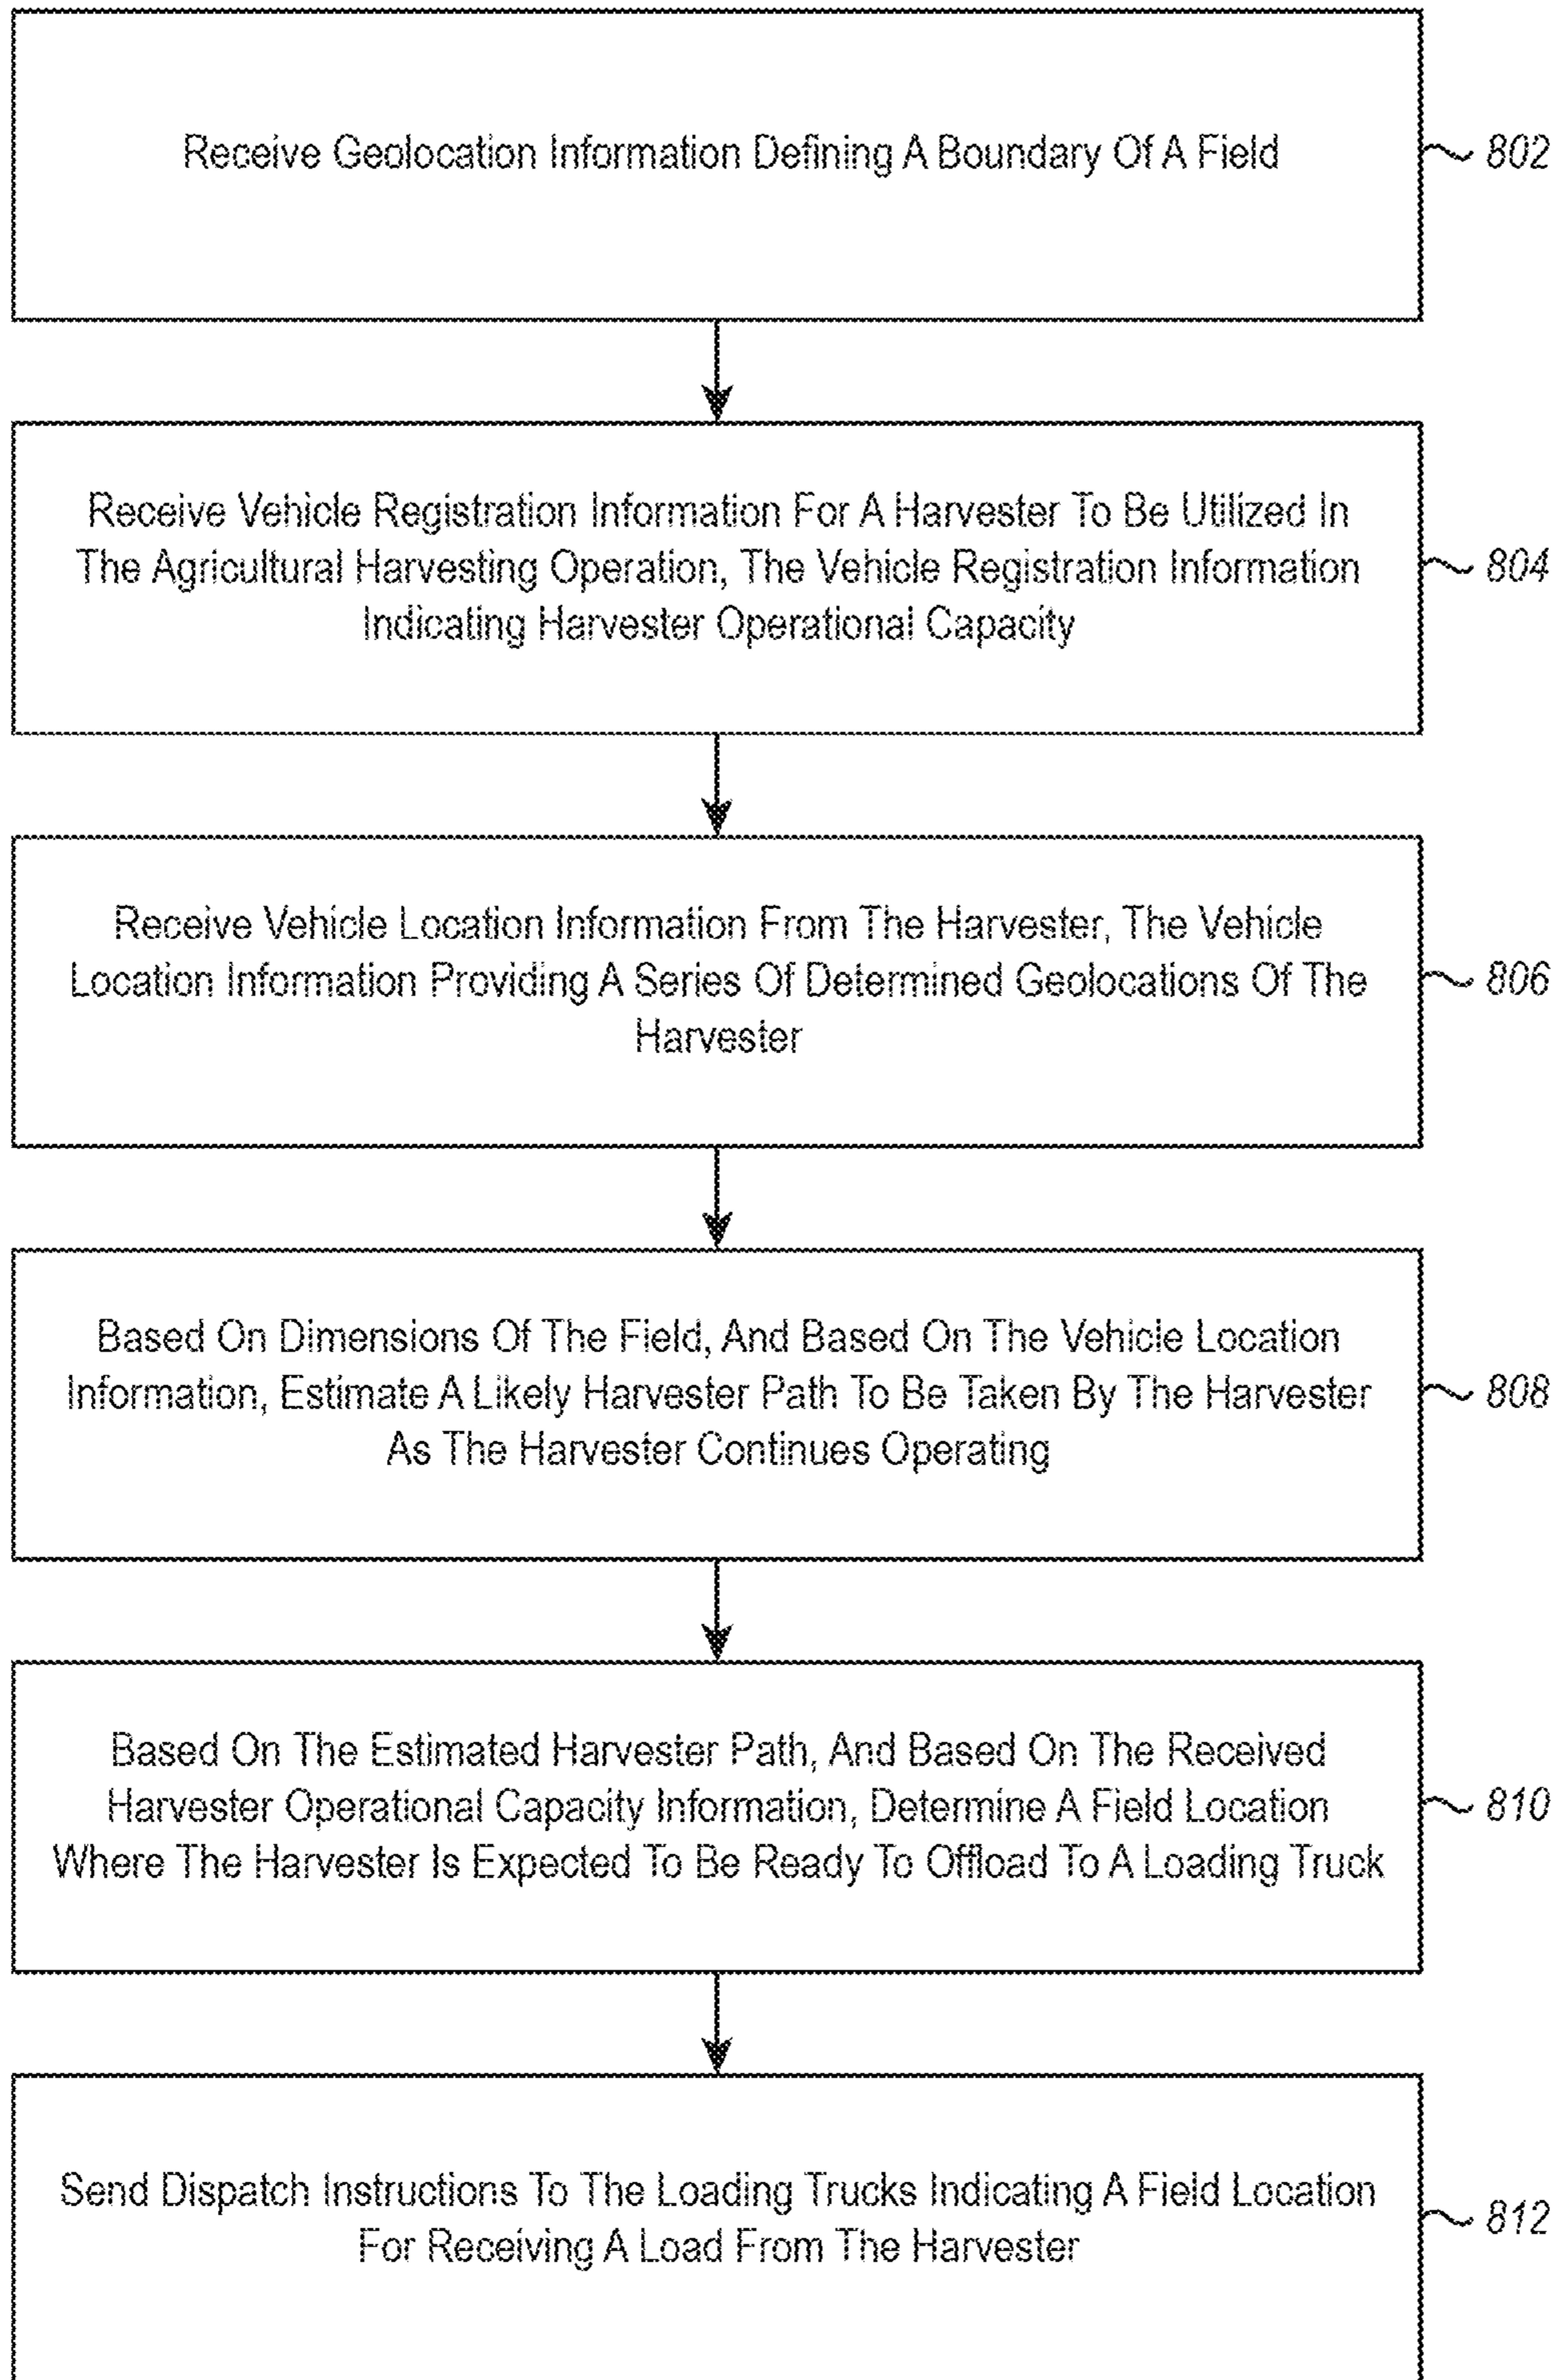 Receive Geolocation Information Defining A Boundary Of A Field
802
Receive Vehicle Registration Information For A Harvester To Be Utilized In
The Agricultural Harvesting Operation, The Vehicle Registration Information
Indicating Harvester Operational Capacity
804
Receive Vehicle Location Information From The Harvester, The Vehicle
Location Information Providing A Series Of Determined Geolocations Of The
Harvester
806
Based On Dimensions Of The Field, And Based On The Vehicle Location
Information, Estimate A Likely Harvester Path To Be Taken By The Harvester
As The Harvester Continues Operating
808
Based On The Estimated Harvester Path, And Based On The Received
Harvester Operational Capacity Information, Determine A Field Location
Where The Harvester Is Expected To Be Ready To Offload To A Loading Truck
810
Send Dispatch Instructions To The Loading Trucks Indicating A Field Location
For Receiving A Load From The Harvester
812